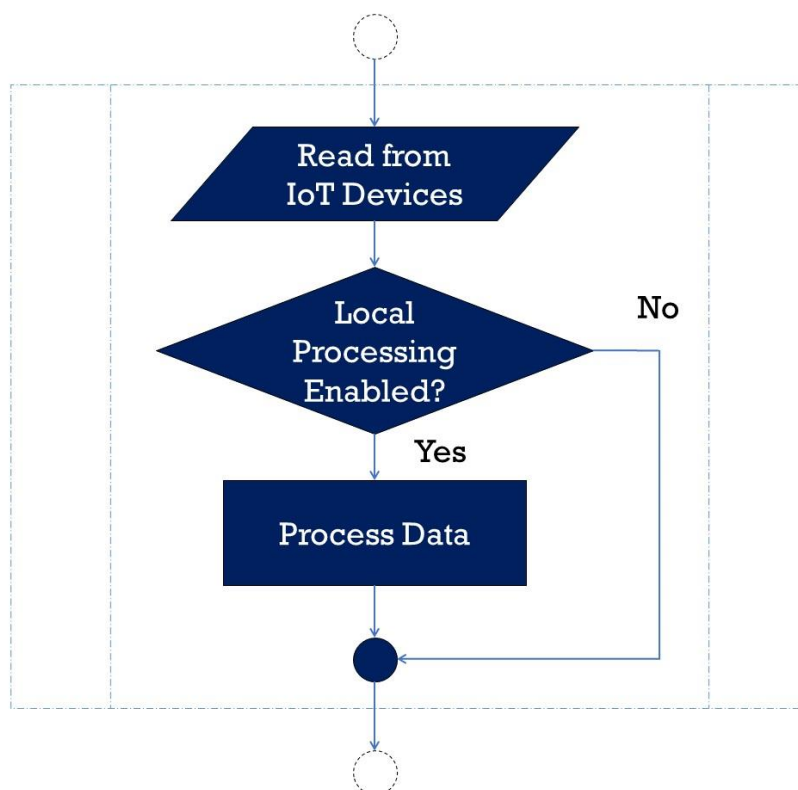 Read from
IoT Devices
Local
Processing
Enabled?
No
Yes
Process Data